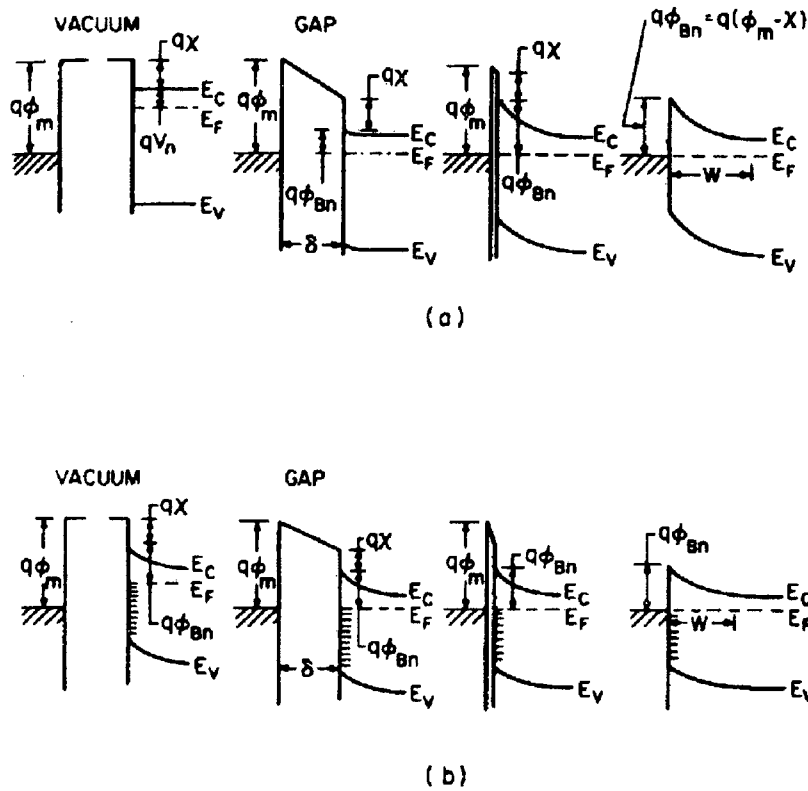 VACUUM
GAP
qχ
qχ
qχ
qϕBn = q(ϕm-χ)
qϕm
EC
EF
qVn
EV
qϕm
EC
EF
qϕBn
δ
EV
qϕm
EC
EF
qϕBn
EV
EC
EF
W
EV
(a)
VACUUM
GAP
qχ
qχ
qϕBn
qϕBn
qϕm
EC
EF
qϕBn
EV
qϕm
EC
EF
qϕBn
δ
EV
qϕm
EC
EF
EV
EC
EF
W
EV
(b)